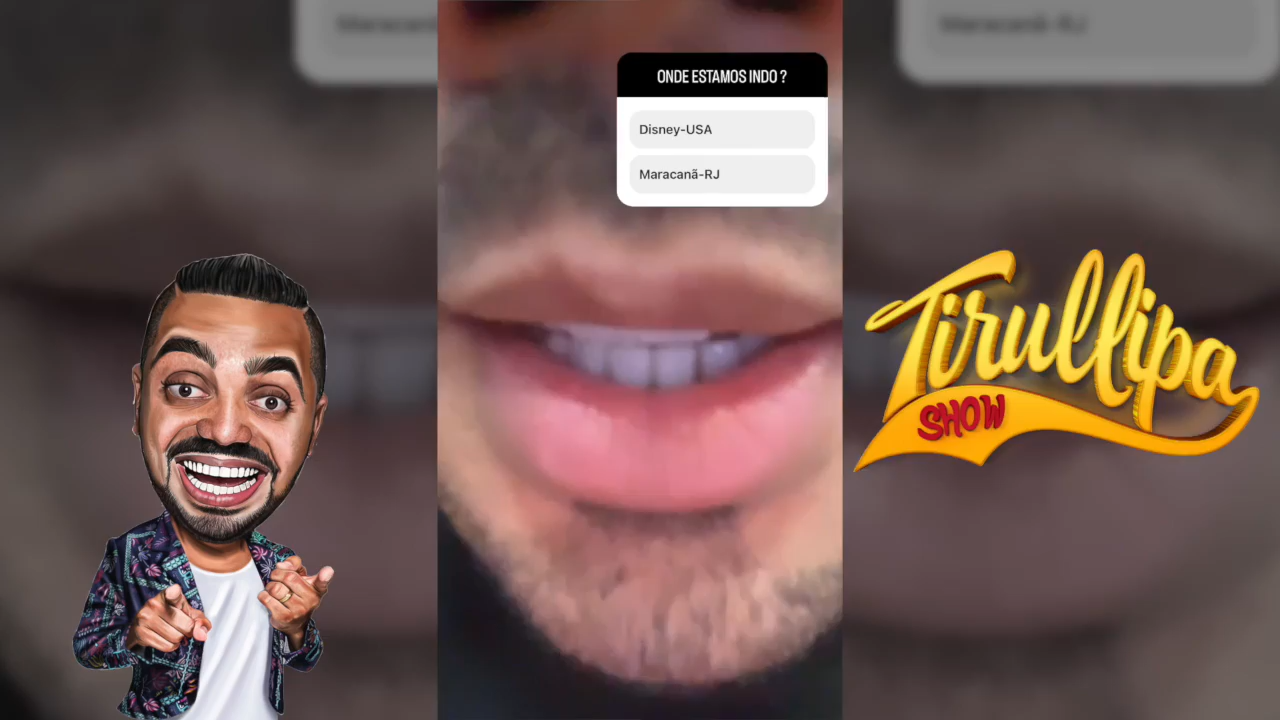 ONDE ESTAMOS INDO ?
Disney-USA
Maracanã-RJ
Tirullipa
SHOW